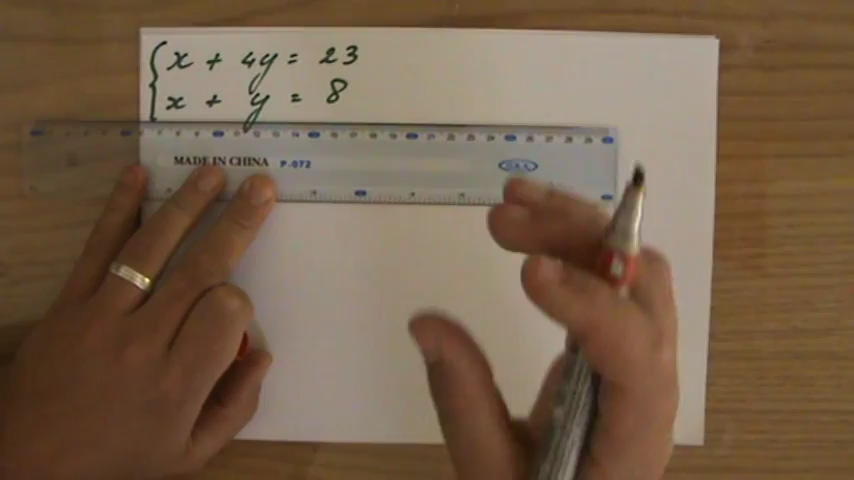 x + 4y = 23
x + y = 8
MADE IN CHINA P.072